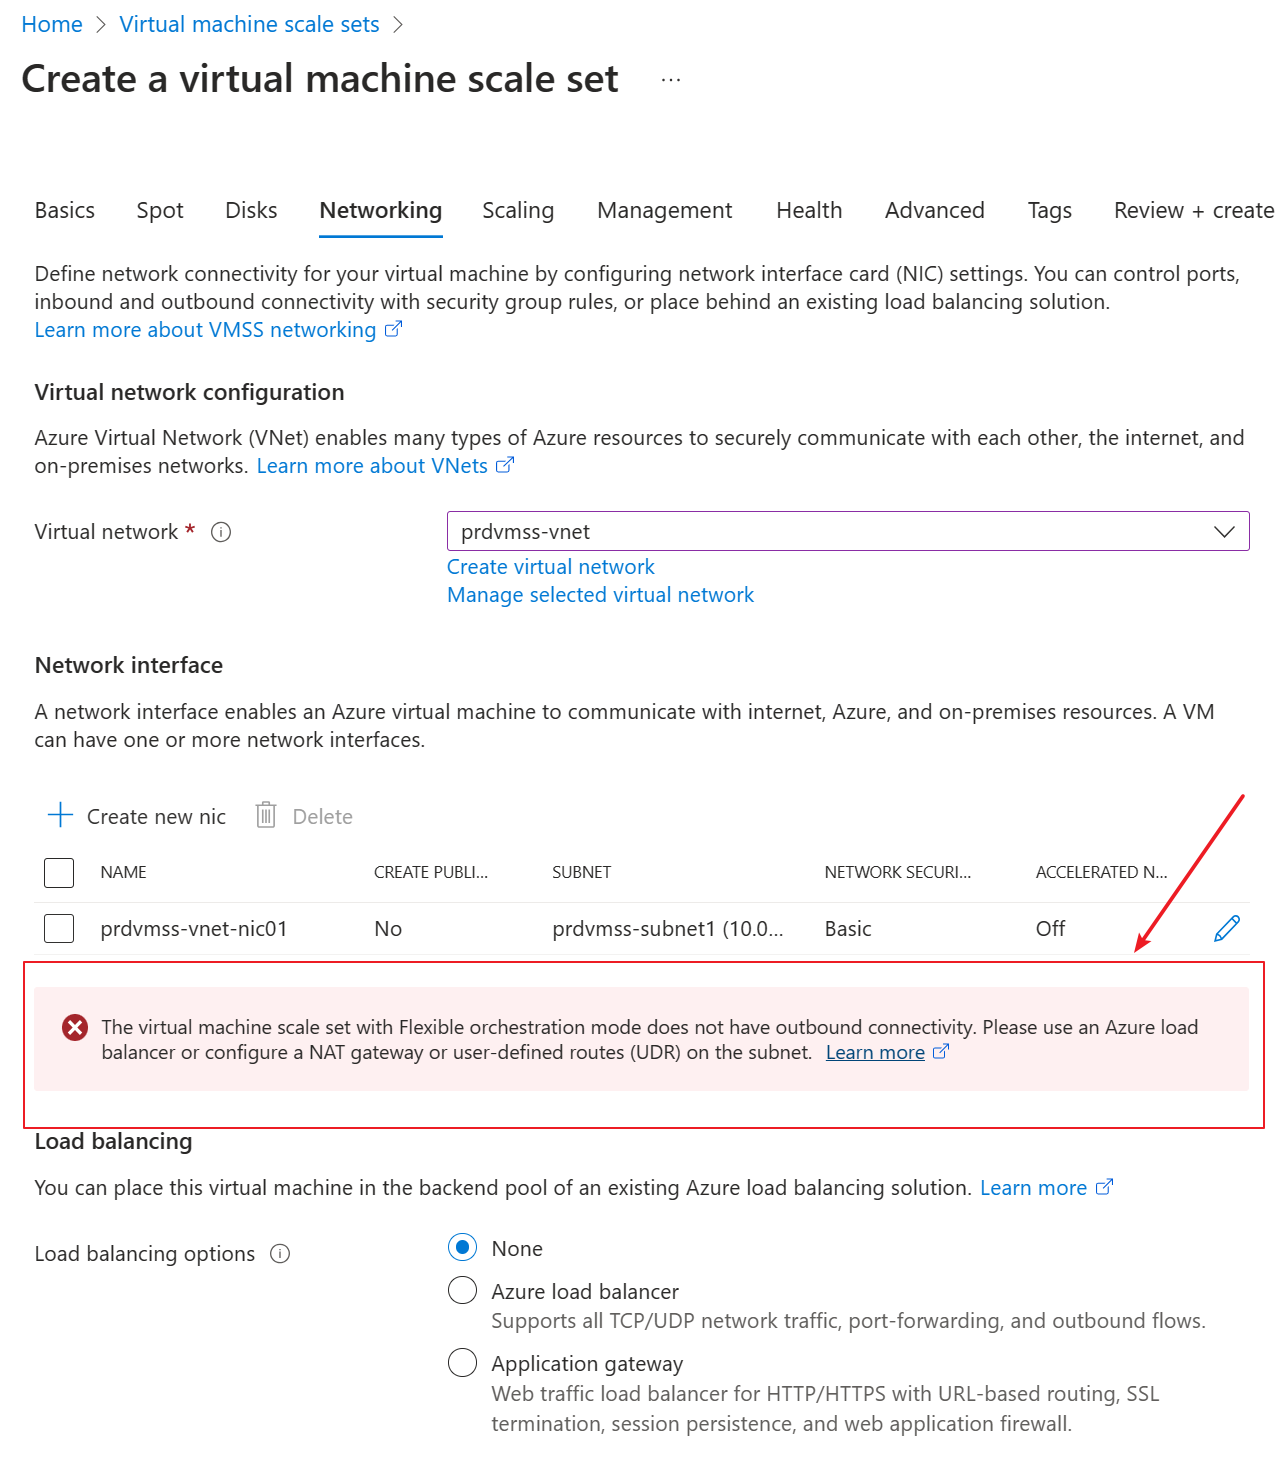 Home > Virtual machine scale sets >
Create a virtual machine scale set ...
Basics Spot Disks Networking Scaling Management Health Advanced Tags Review + create
Define network connectivity for your virtual machine by configuring network interface card (NIC) settings. You can control ports,
inbound and outbound connectivity with security group rules, or place behind an existing load balancing solution.
Learn more about VMSS networking
Virtual network configuration
Azure Virtual Network (VNet) enables many types of Azure resources to securely communicate with each other, the internet, and
on-premises networks. Learn more about VNets
Virtual network * prdvmss-vnet
Create virtual network
Manage selected virtual network
Network interface
A network interface enables an Azure virtual machine to communicate with internet, Azure, and on-premises resources. A VM
can have one or more network interfaces.
Create new nic Delete
NAME CREATE PUBLI... SUBNET NETWORK SECURI... ACCELERATED N...
prdvmss-vnet-nic01 No prdvmss-subnet1 (10.0... Basic Off
The virtual machine scale set with Flexible orchestration mode does not have outbound connectivity. Please use an Azure load
balancer or configure a NAT gateway or user-defined routes (UDR) on the subnet. Learn more
Load balancing
You can place this virtual machine in the backend pool of an existing Azure load balancing solution. Learn more
Load balancing options None
Azure load balancer
Supports all TCP/UDP network traffic, port-forwarding, and outbound flows.
Application gateway
Web traffic load balancer for HTTP/HTTPS with URL-based routing, SSL
termination, session persistence, and web application firewall.